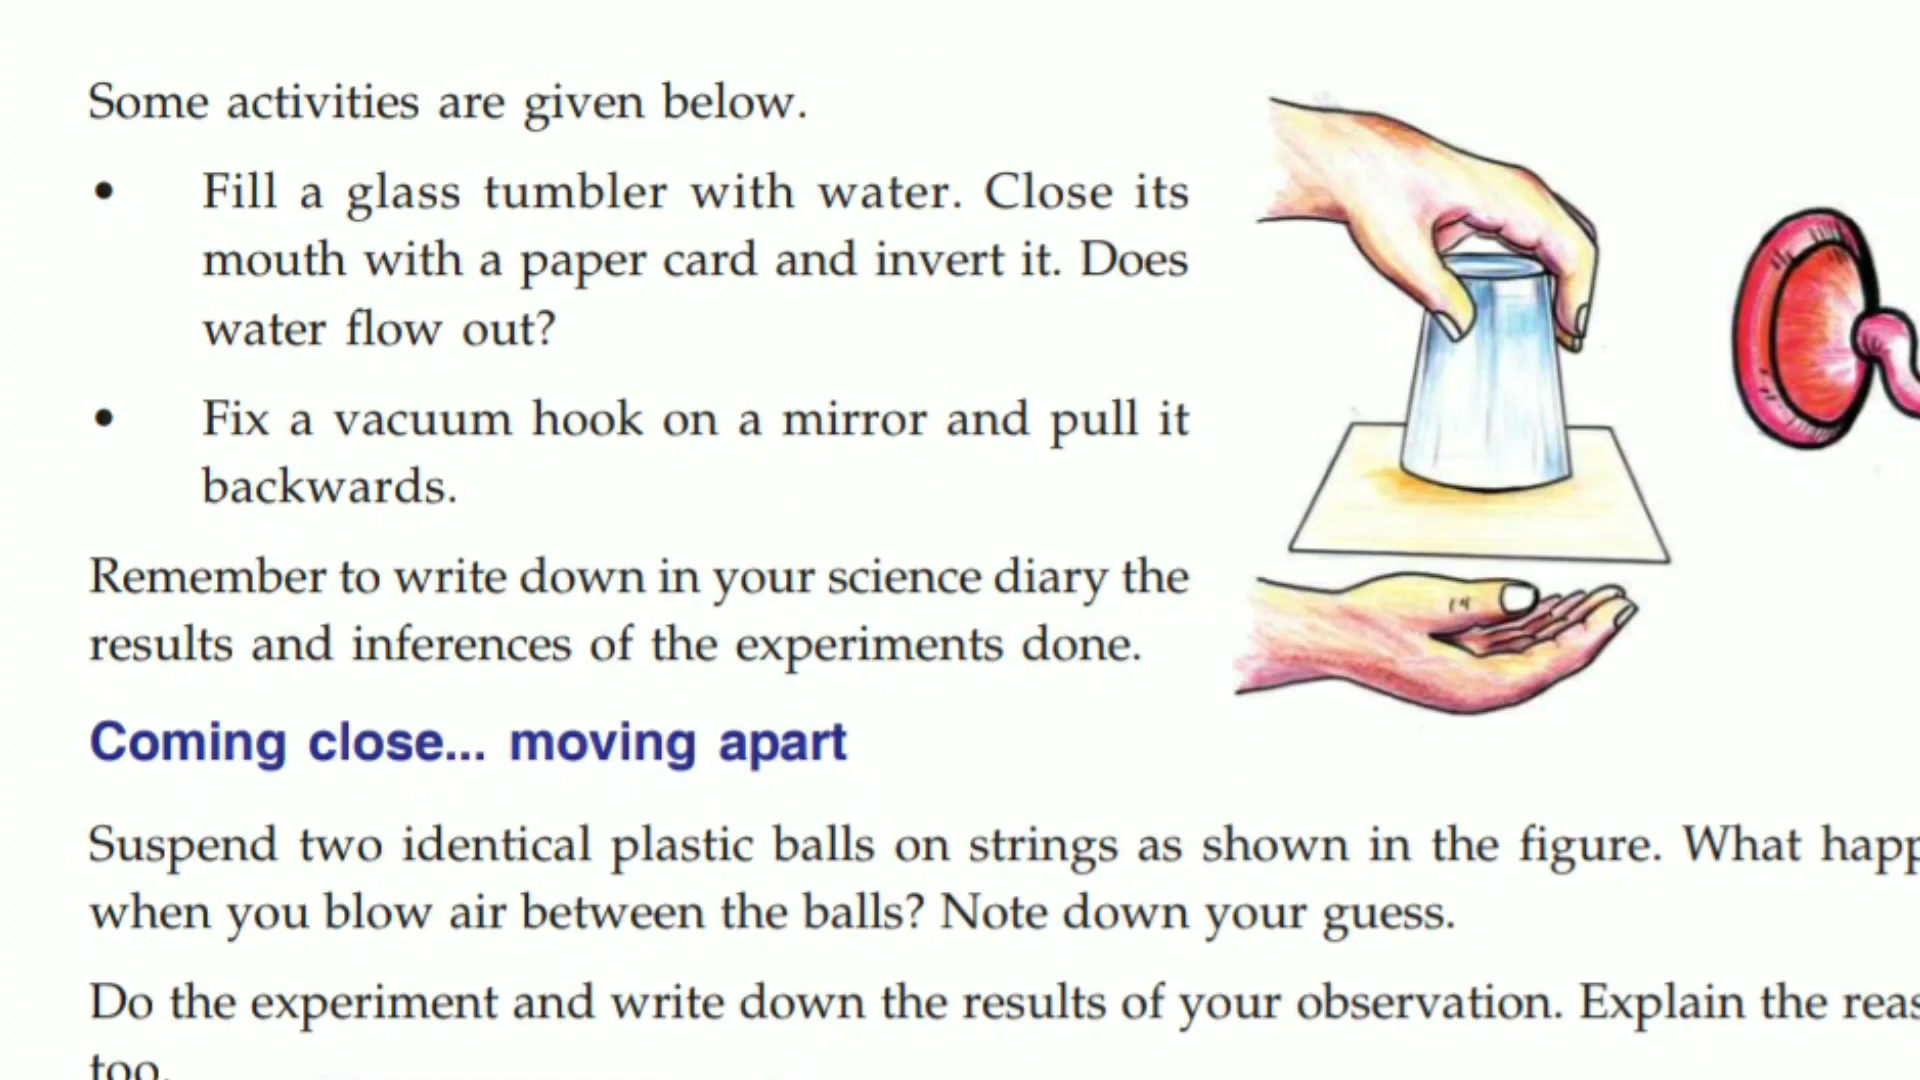 Some activities are given below.
• Fill a glass tumbler with water. Close its
mouth with a paper card and invert it. Does
water flow out?
• Fix a vacuum hook on a mirror and pull it
backwards.
Remember to write down in your science diary the
results and inferences of the experiments done.
Coming close... moving apart
Suspend two identical plastic balls on strings as shown in the figure. What happ
when you blow air between the balls? Note down your guess.
Do the experiment and write down the results of your observation. Explain the reas
too.